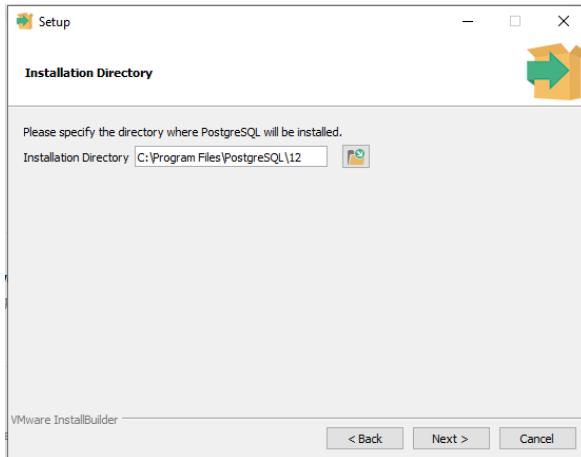 Setup
Installation Directory
Please specify the directory where PostgreSQL will be installed.
Installation Directory C:\Program Files\PostgreSQL\12
VMware InstallBuilder
< Back Next > Cancel